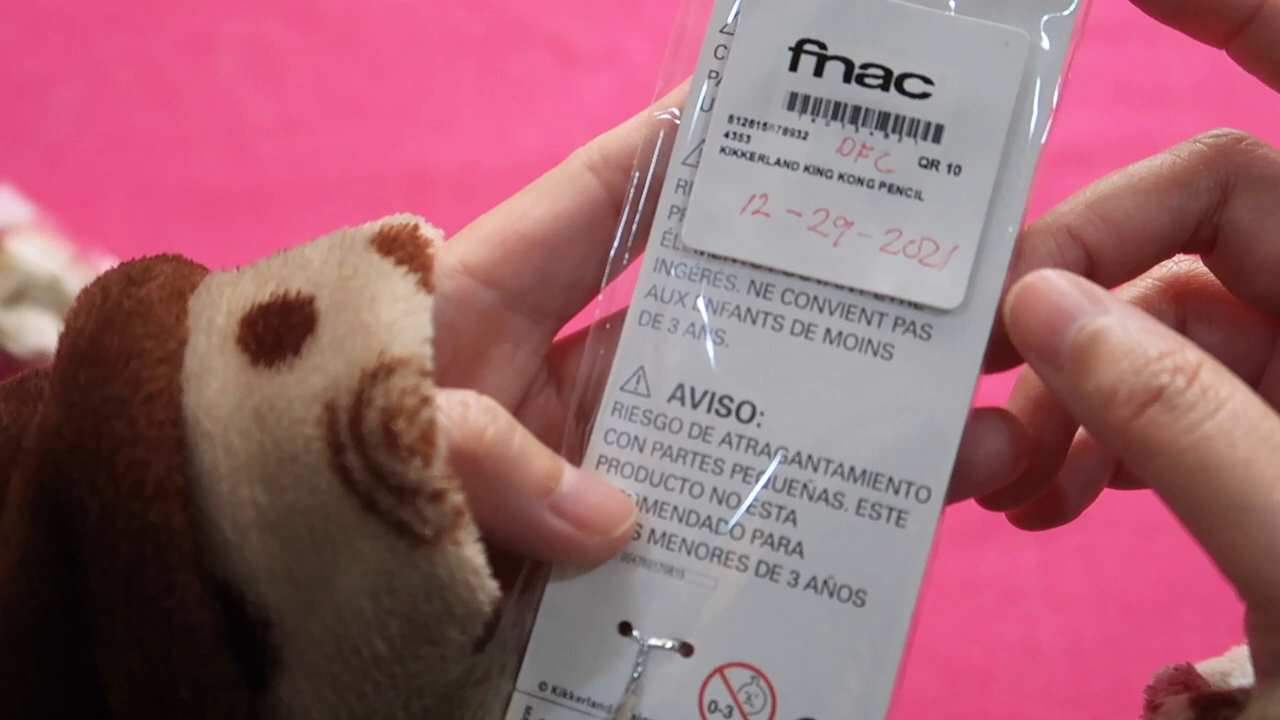 fnac
DFC
QR 10
4353
KIKKERLAND KING KONG PENCIL
12-29-2021
INGÉRÉS. NE CONVIENT PAS
AUX ENFANTS DE MOINS
DE 3 ANS.
AVISO:
RIESGO DE ATRAGANTAMIENTO
CON PARTES PEQUEÑAS. ESTE
PRODUCTO NO ESTA
OMENDADO PARA
S MENORES DE 3 AÑOS
© Kikkerland
0-3